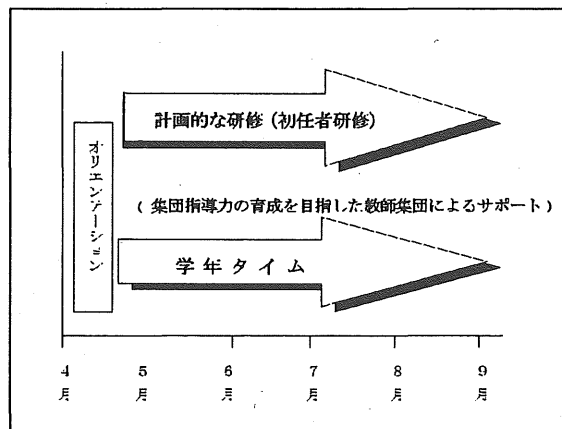 計画的な研修(初任者研修)
オリエンテーション
(集団指導力の育成を目指した教師集団によるサポート)
学年タイム
4月 5月 6月 7月 8月 9月